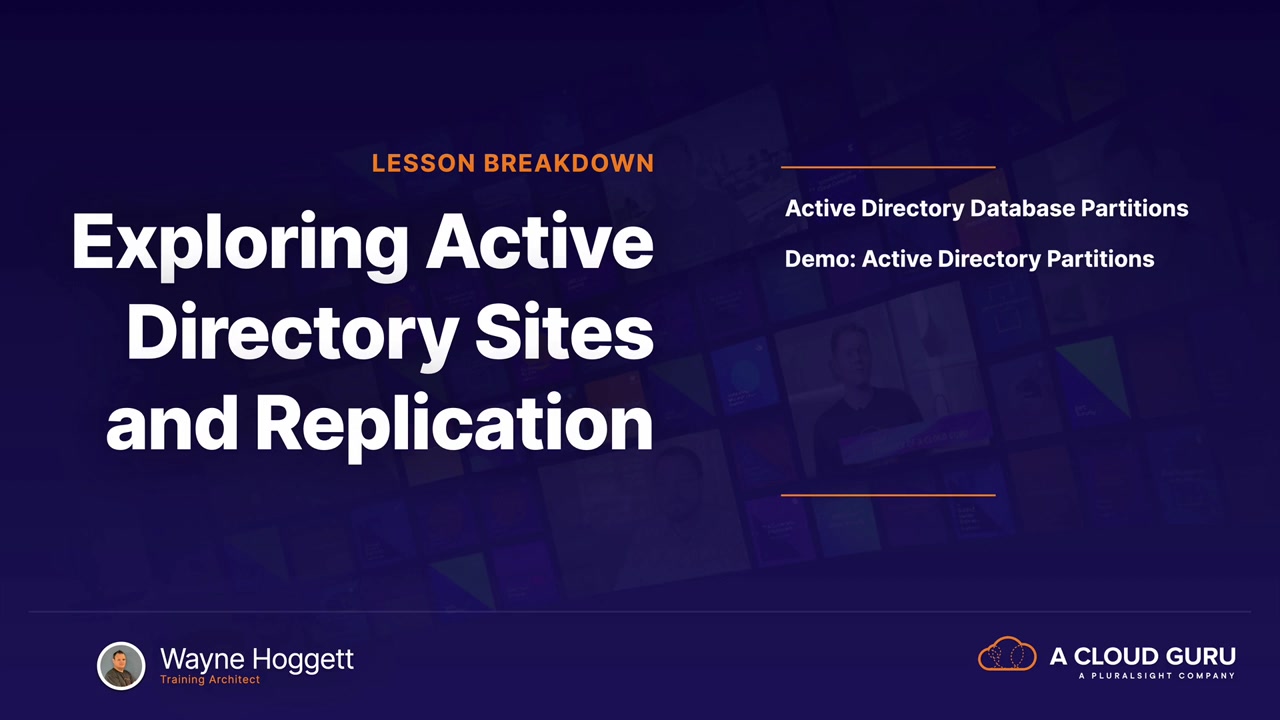 LESSON BREAKDOWN
Exploring Active
Directory Sites
and Replication
Active Directory Database Partitions
Demo: Active Directory Partitions
Wayne Hoggett
Training Architect
A CLOUD GURU
A PLURALSIGHT COMPANY